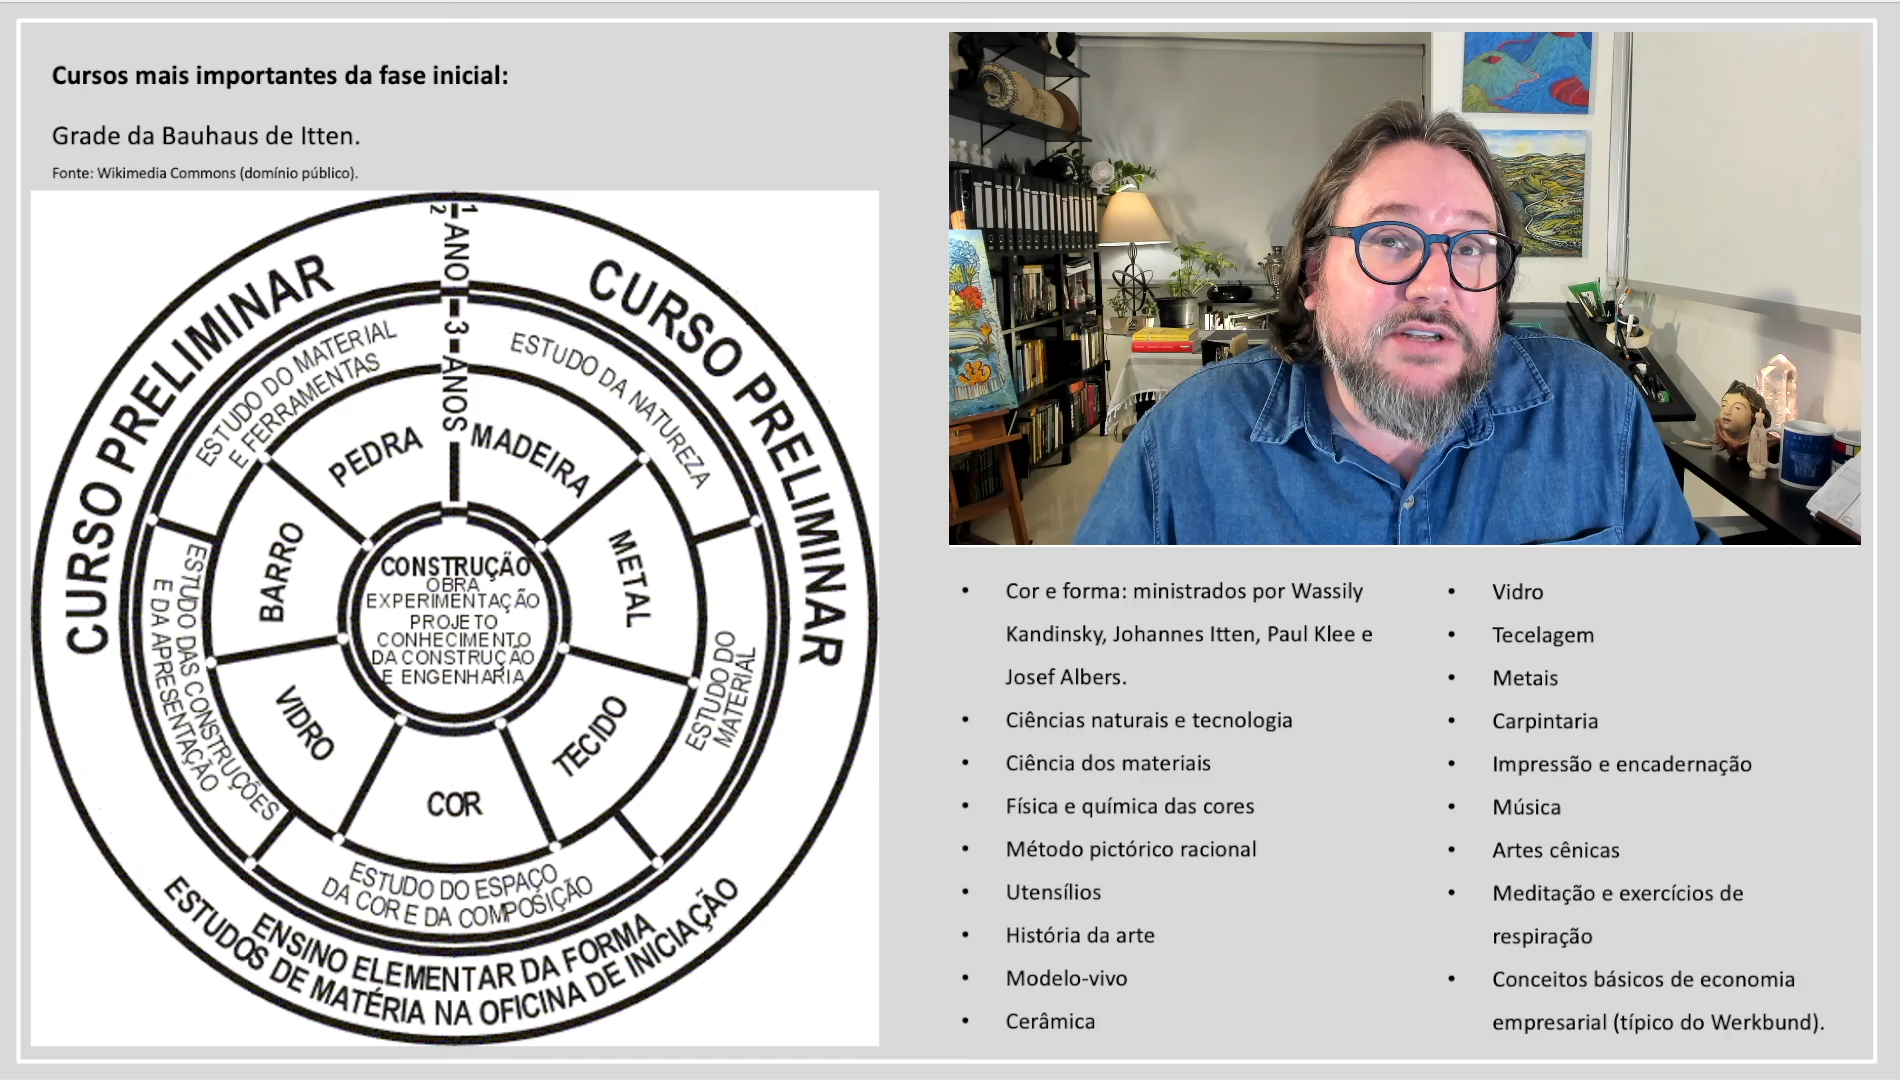 Cursos mais importantes da fase inicial:
Grade da Bauhaus de Itten.
Fonte: Wikimedia Commons (domínio público).
CURSO PRELIMINAR
CURSO PRELIMINAR
1
2
ANO
3
ANOS
ESTUDO DO MATERIAL
E FERRAMENTAS
ESTUDO DA NATUREZA
PEDRA
MADEIRA
BARRO
METAL
CONSTRUÇÃO
OBRA
EXPERIMENTAÇÃO
PROJETO
CONHECIMENTO
DA CONSTRUÇÃO
E ENGENHARIA
ESTUDO DAS CONSTRUÇÕES
E DA APRESENTAÇÃO
ESTUDO DO
MATERIAL
VIDRO
TECIDO
COR
ESTUDO DO ESPAÇO
DA COR E DA COMPOSIÇÃO
ENSINO ELEMENTAR DA FORMA
ESTUDOS DE MATÉRIA NA OFICINA DE INICIAÇÃO
• Cor e forma: ministrados por Wassily
Kandinsky, Johannes Itten, Paul Klee e
Josef Albers.
• Ciências naturais e tecnologia
• Ciência dos materiais
• Física e química das cores
• Método pictórico racional
• Utensílios
• História da arte
• Modelo-vivo
• Cerâmica
• Vidro
• Tecelagem
• Metais
• Carpintaria
• Impressão e encadernação
• Música
• Artes cênicas
• Meditação e exercícios de
respiração
• Conceitos básicos de economia
empresarial (típico do Werkbund).